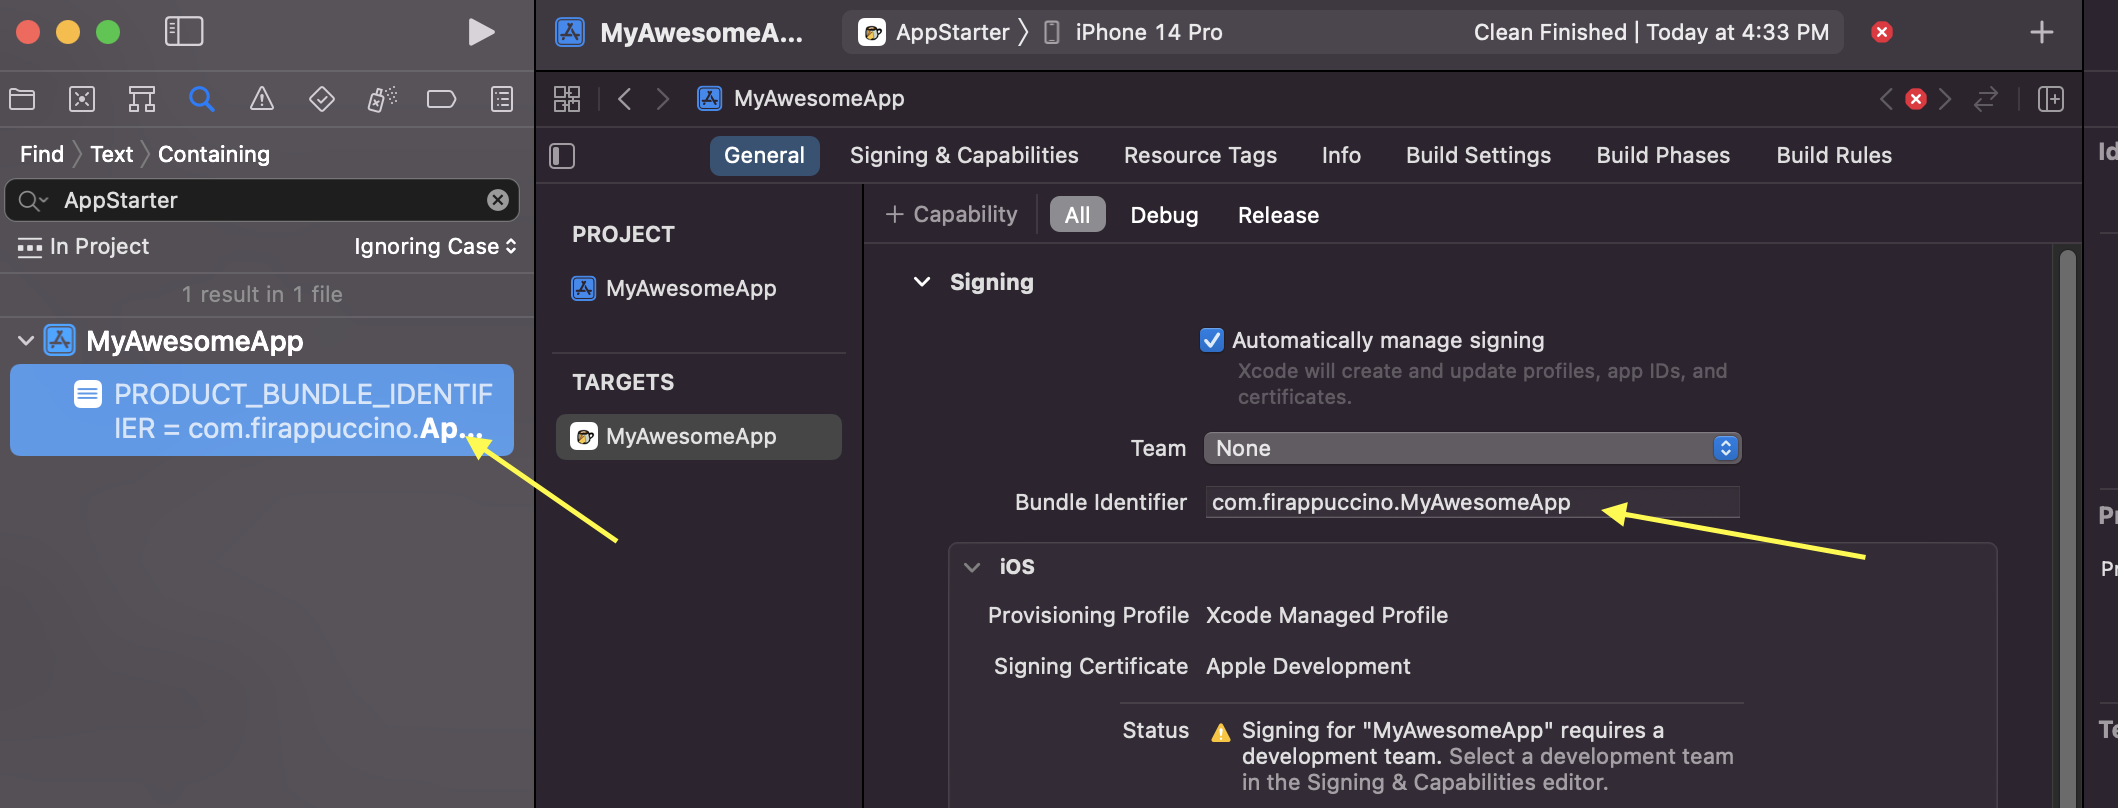 MyAwesomeA...
AppStarter
iPhone 14 Pro
Clean Finished | Today at 4:33 PM
MyAwesomeApp
Find
Text
Containing
AppStarter
In Project
Ignoring Case
1 result in 1 file
MyAwesomeApp
PRODUCT_BUNDLE_IDENTIF
IER = com.firappuccino.Ap...
General
Signing & Capabilities
Resource Tags
Info
Build Settings
Build Phases
Build Rules
PROJECT
MyAwesomeApp
TARGETS
MyAwesomeApp
+ Capability
All
Debug
Release
Signing
Automatically manage signing
Xcode will create and update profiles, app IDs, and
certificates.
Team
None
Bundle Identifier
com.firappuccino.MyAwesomeApp
iOS
Provisioning Profile
Xcode Managed Profile
Signing Certificate
Apple Development
Status
Signing for "MyAwesomeApp" requires a
development team. Select a development team
in the Signing & Capabilities editor.